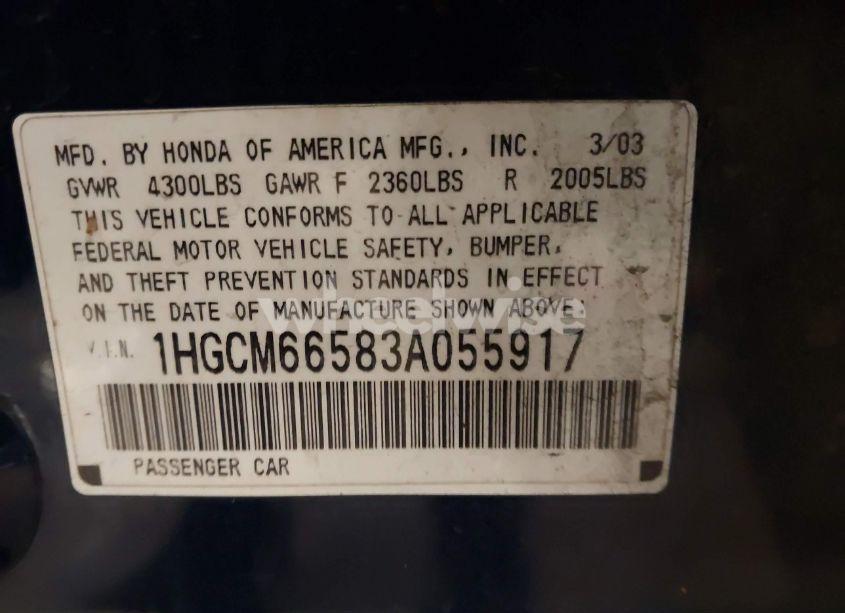 MFD. BY HONDA OF AMERICA MFG., INC. 3/03
GVWR 4300LBS GAWR F 2360LBS R 2005LBS
THIS VEHICLE CONFORMS TO ALL APPLICABLE
FEDERAL MOTOR VEHICLE SAFETY, BUMPER,
AND THEFT PREVENTION STANDARDS IN EFFECT
ON THE DATE OF MANUFACTURE SHOWN ABOVE:
wheelwise
V.I.N. 1HGCM66583A055917
PASSENGER CAR